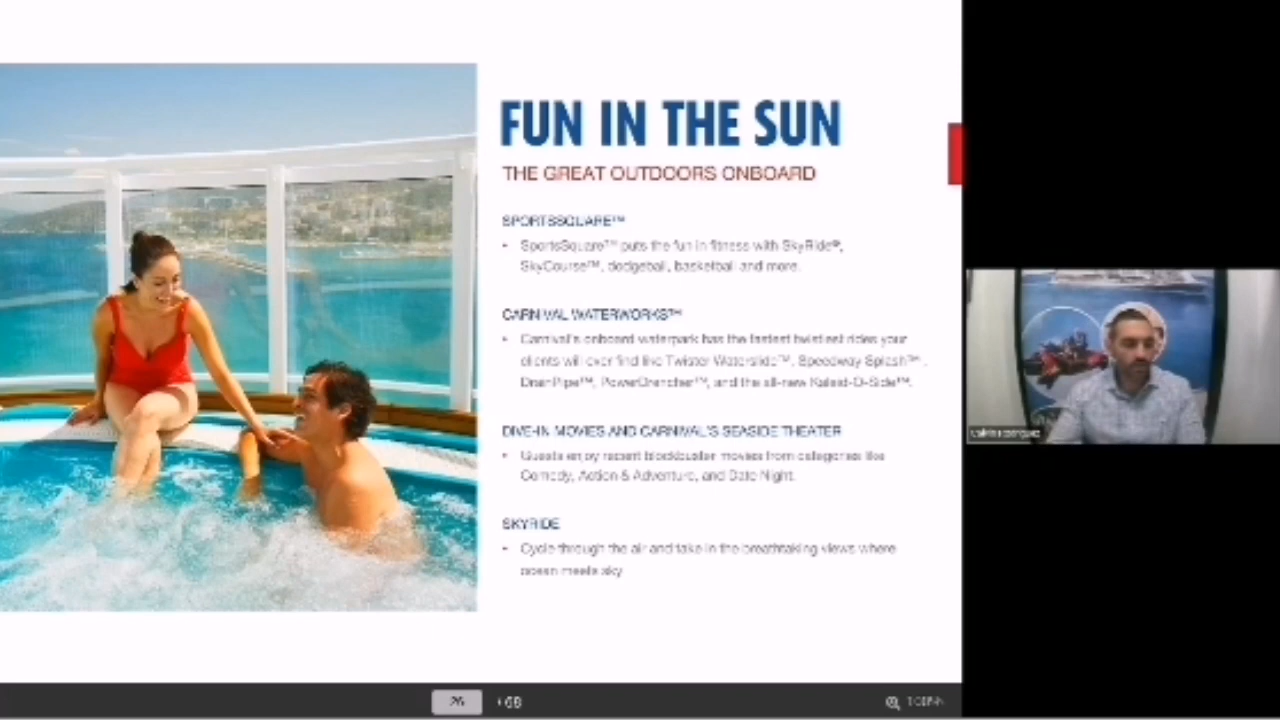 FUN IN THE SUN
THE GREAT OUTDOORS ONBOARD
SPORTSSQUARE™
• SportsSquare™ puts the fun in fitness with SkyRide®,
SkyCourse™, dodgeball, basketball and more.
CARNIVAL WATERWORKS™
• Carnival's onboard waterpark has the fastest twistiest rides your
clients will ever find like Twister Waterslide™, Speedway Splash™,
DrainPipe™, PowerDrencher™, and the all-new Kaleid-O-Slide™.
DIVE-IN MOVIES AND CARNIVAL'S SEASIDE THEATER
• Guests enjoy recent blockbuster movies from categories like
Comedy, Action & Adventure, and Date Night.
SKYRIDE
• Cycle through the air and take in the breathtaking views where
ocean meets sky
26 / 68